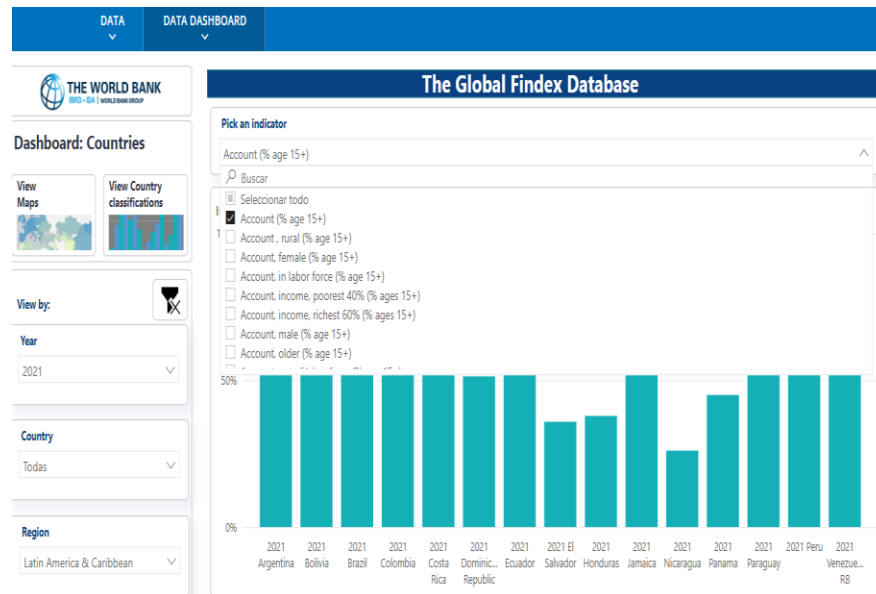 DATA
DATA DASHBOARD
THE WORLD BANK
IBRD • IDA | WORLD BANK GROUP
The Global Findex Database
Dashboard: Countries
View Maps
View Country classifications
View by:
Year
2021
Country
Todas
Region
Latin America & Caribbean
Pick an indicator
Account (% age 15+)
Buscar
Seleccionar todo
Account (% age 15+)
Account , rural (% age 15+)
Account, female (% age 15+)
Account, in labor force (% age 15+)
Account, income, poorest 40% (% ages 15+)
Account, income, richest 60% (% ages 15+)
Account, male (% age 15+)
Account, older (% age 15+)
50%
0%
2021 Argentina
2021 Bolivia
2021 Brazil
2021 Colombia
2021 Costa Rica
2021 Dominic... Republic
2021 Ecuador
2021 El Salvador
2021 Honduras
2021 Jamaica
2021 Nicaragua
2021 Panama
2021 Paraguay
2021 Peru
2021 Venezue... RB